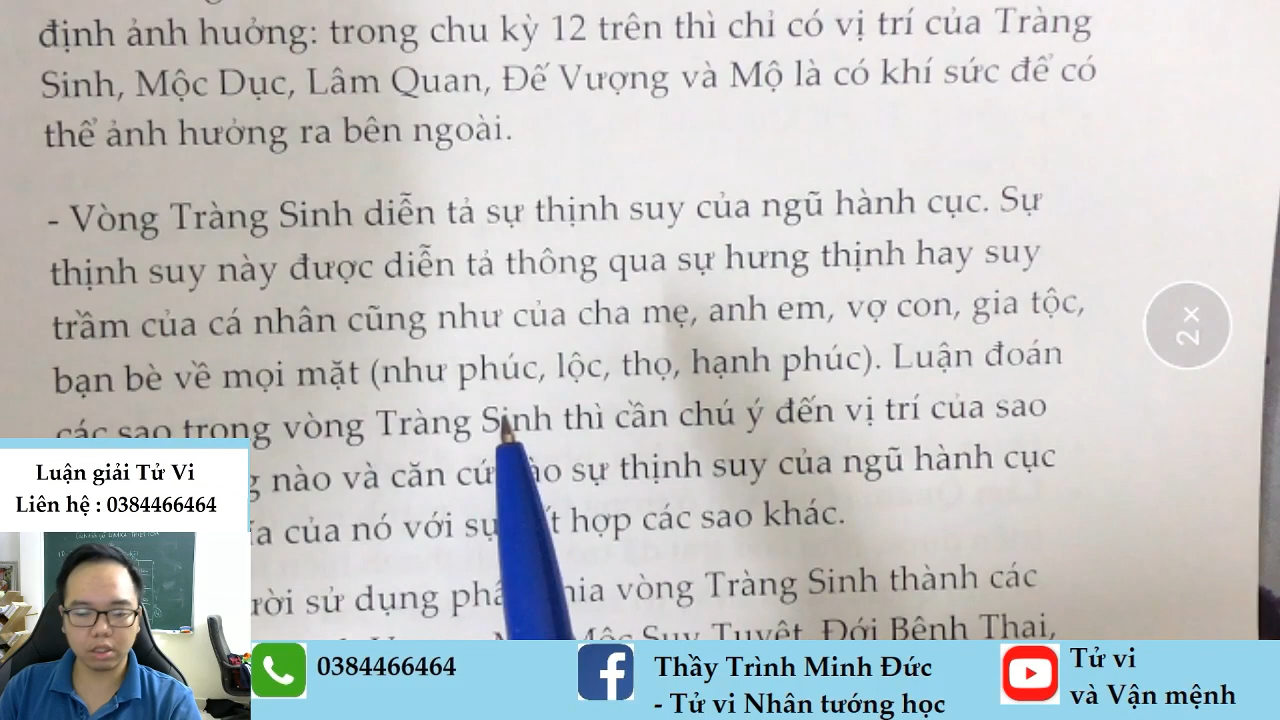 định ảnh huởng: trong chu kỳ 12 trên thì chỉ có vị trí của Tràng
Sinh, Mộc Dục, Lâm Quan, Đế Vượng và Mộ là có khí sức để có
thể ảnh hưởng ra bên ngoài.
- Vòng Tràng Sinh diễn tả sự thịnh suy của ngũ hành cục. Sự
thịnh suy này được diễn tả thông qua sự hưng thịnh hay suy
trầm của cá nhân cũng như của cha mẹ, anh em, vợ con, gia tộc,
bạn bè về mọi mặt (như phúc, lộc, thọ, hạnh phúc). Luận đoán
các sao trong vòng Tràng Sinh thì cần chú ý đến vị trí của sao
nào và căn cứ sự thịnh suy của ngũ hành cục
của nó với hợp các sao khác.
sử dụng vòng Tràng Sinh thành các
Suy Tuyệt, Đới Bệnh Thai,
2 ×
Luận giải Tử Vi
Liên hệ : 0384466464
0384466464
Thầy Trình Minh Đức
- Tử vi Nhân tướng học
Tử vi
và Vận mệnh